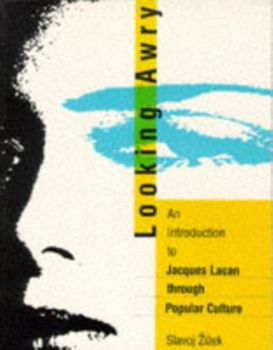 Looking Awry
An
Introduction
to
Jacques Lacan
through
Popular Culture
Slavoj Žižek